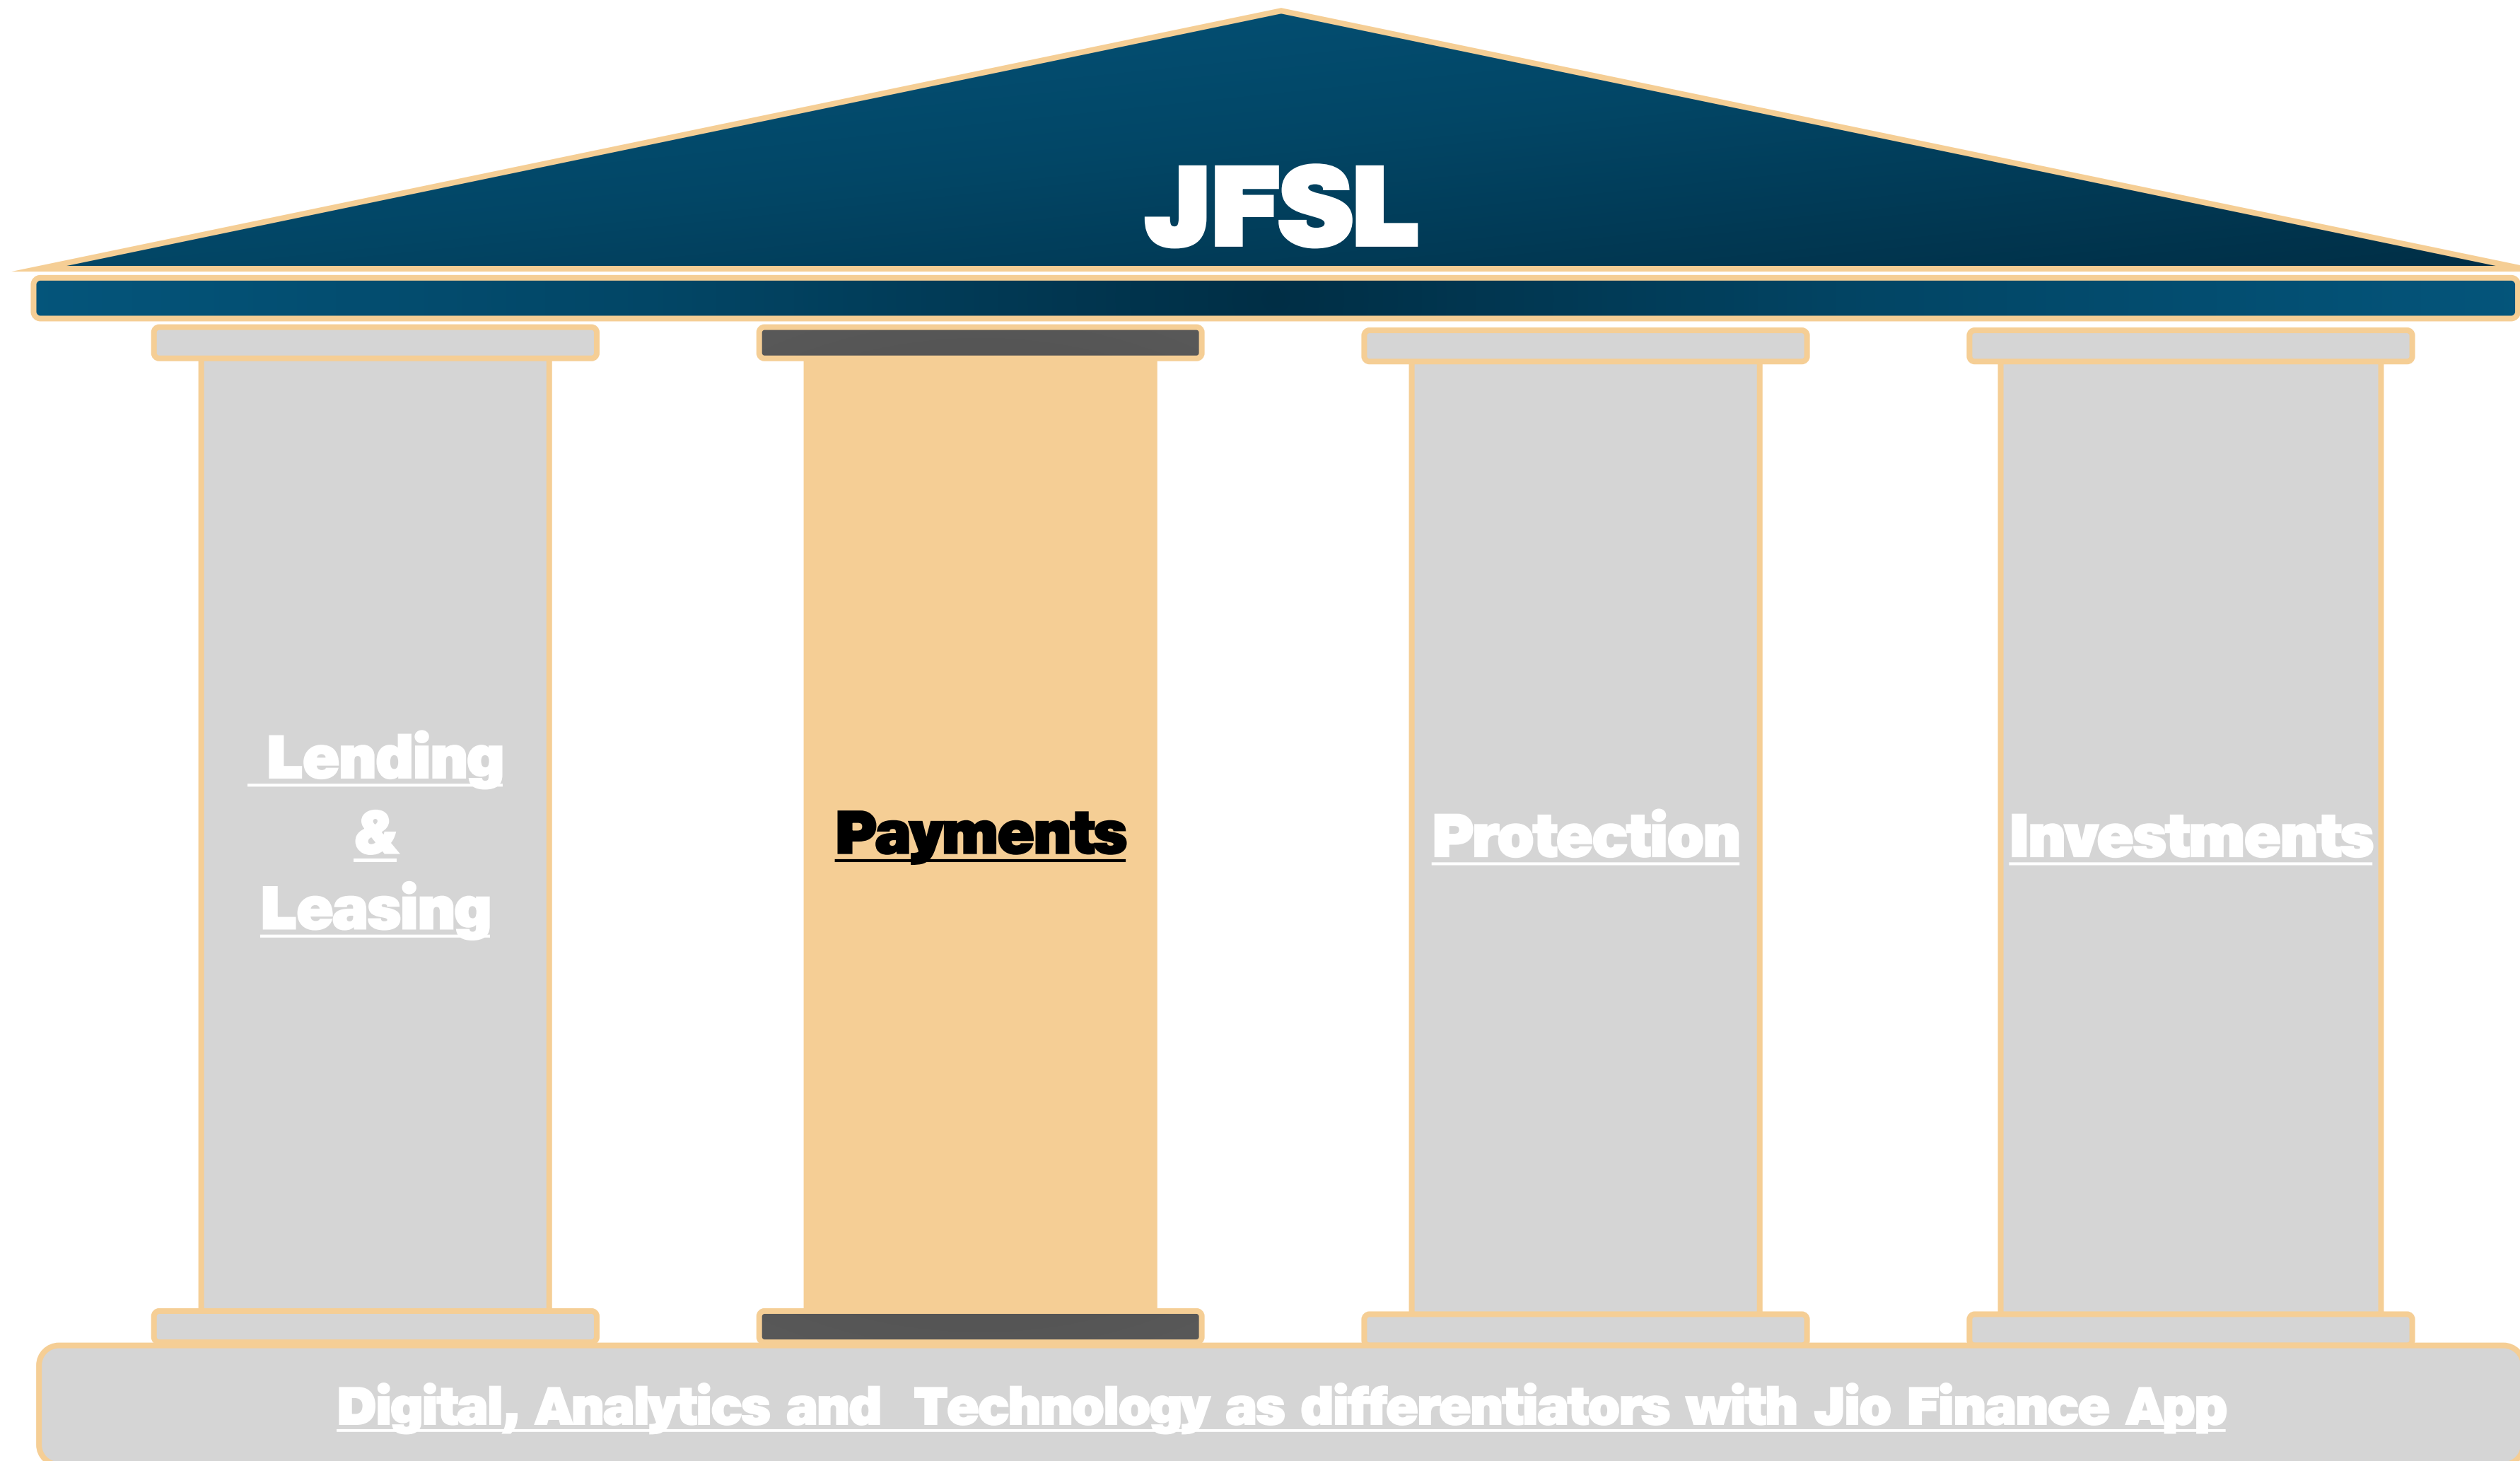 JFSL
Lending
&
Leasing
Payments
Protection
Investments
Digital, Analytics and  Technology as differentiators with Jio Finance App